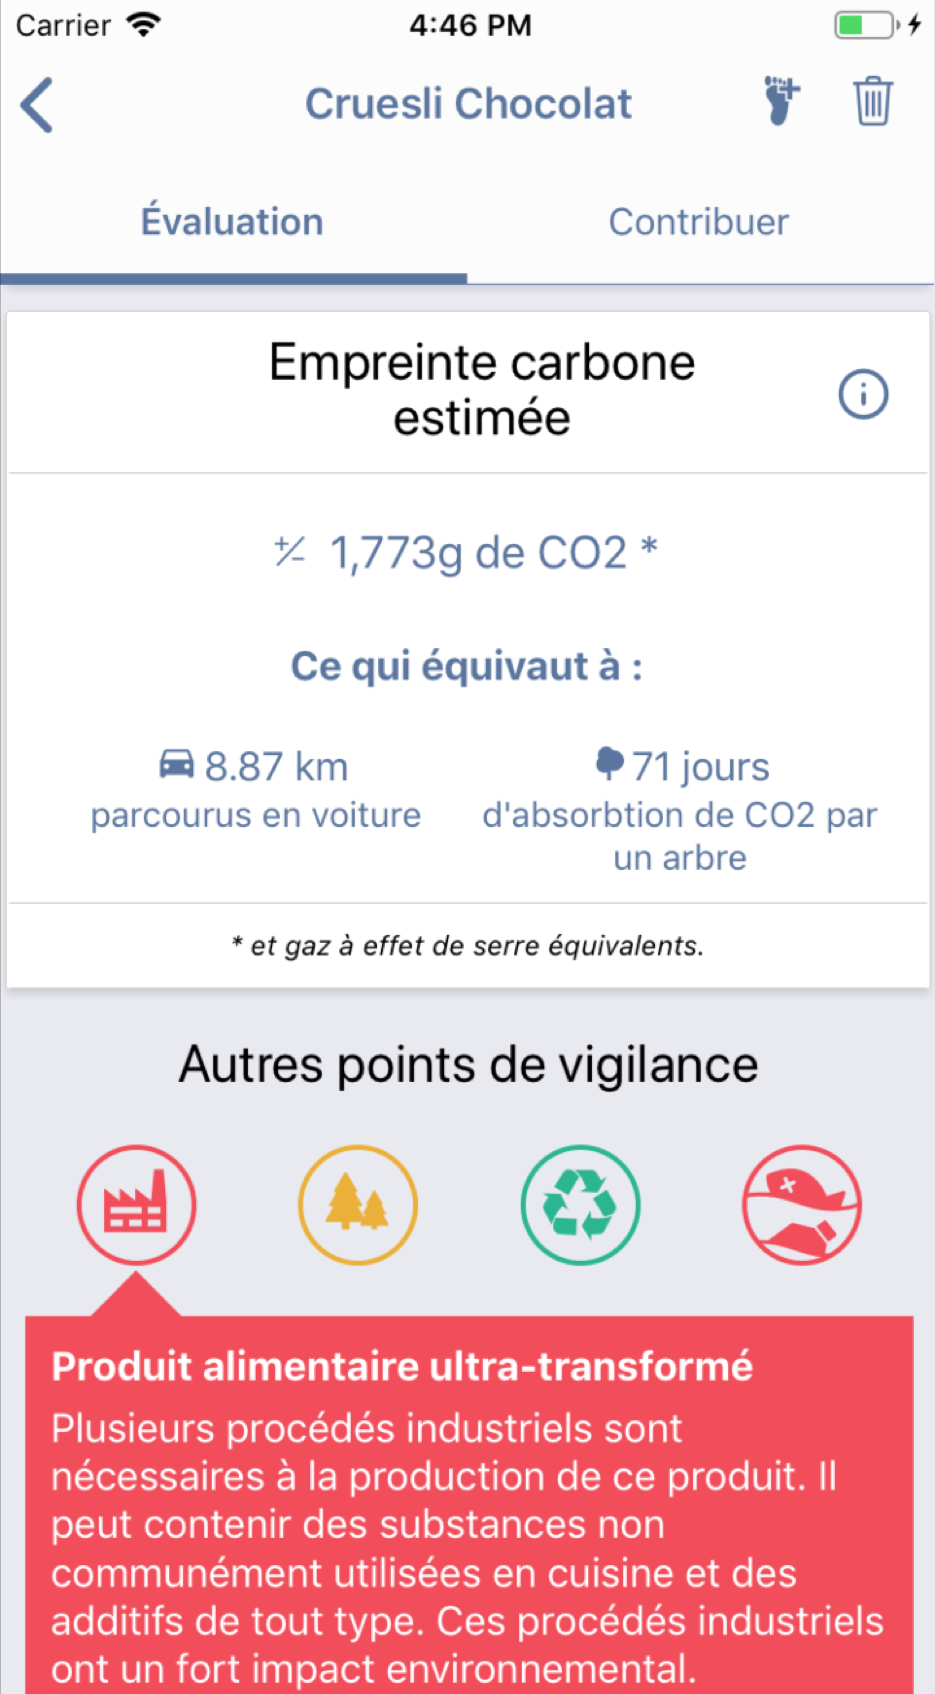 Carrier 4:46 PM
Cruesli Chocolat
Évaluation Contribuer
Empreinte carbone
estimée
+/- 1,773g de CO2 *
Ce qui équivaut à :
8.87 km 71 jours
parcourus en voiture d'absorbtion de CO2 par
un arbre
* et gaz à effet de serre équivalents.
Autres points de vigilance
Produit alimentaire ultra-transformé
Plusieurs procédés industriels sont
nécessaires à la production de ce produit. Il
peut contenir des substances non
communément utilisées en cuisine et des
additifs de tout type. Ces procédés industriels
ont un fort impact environnemental.